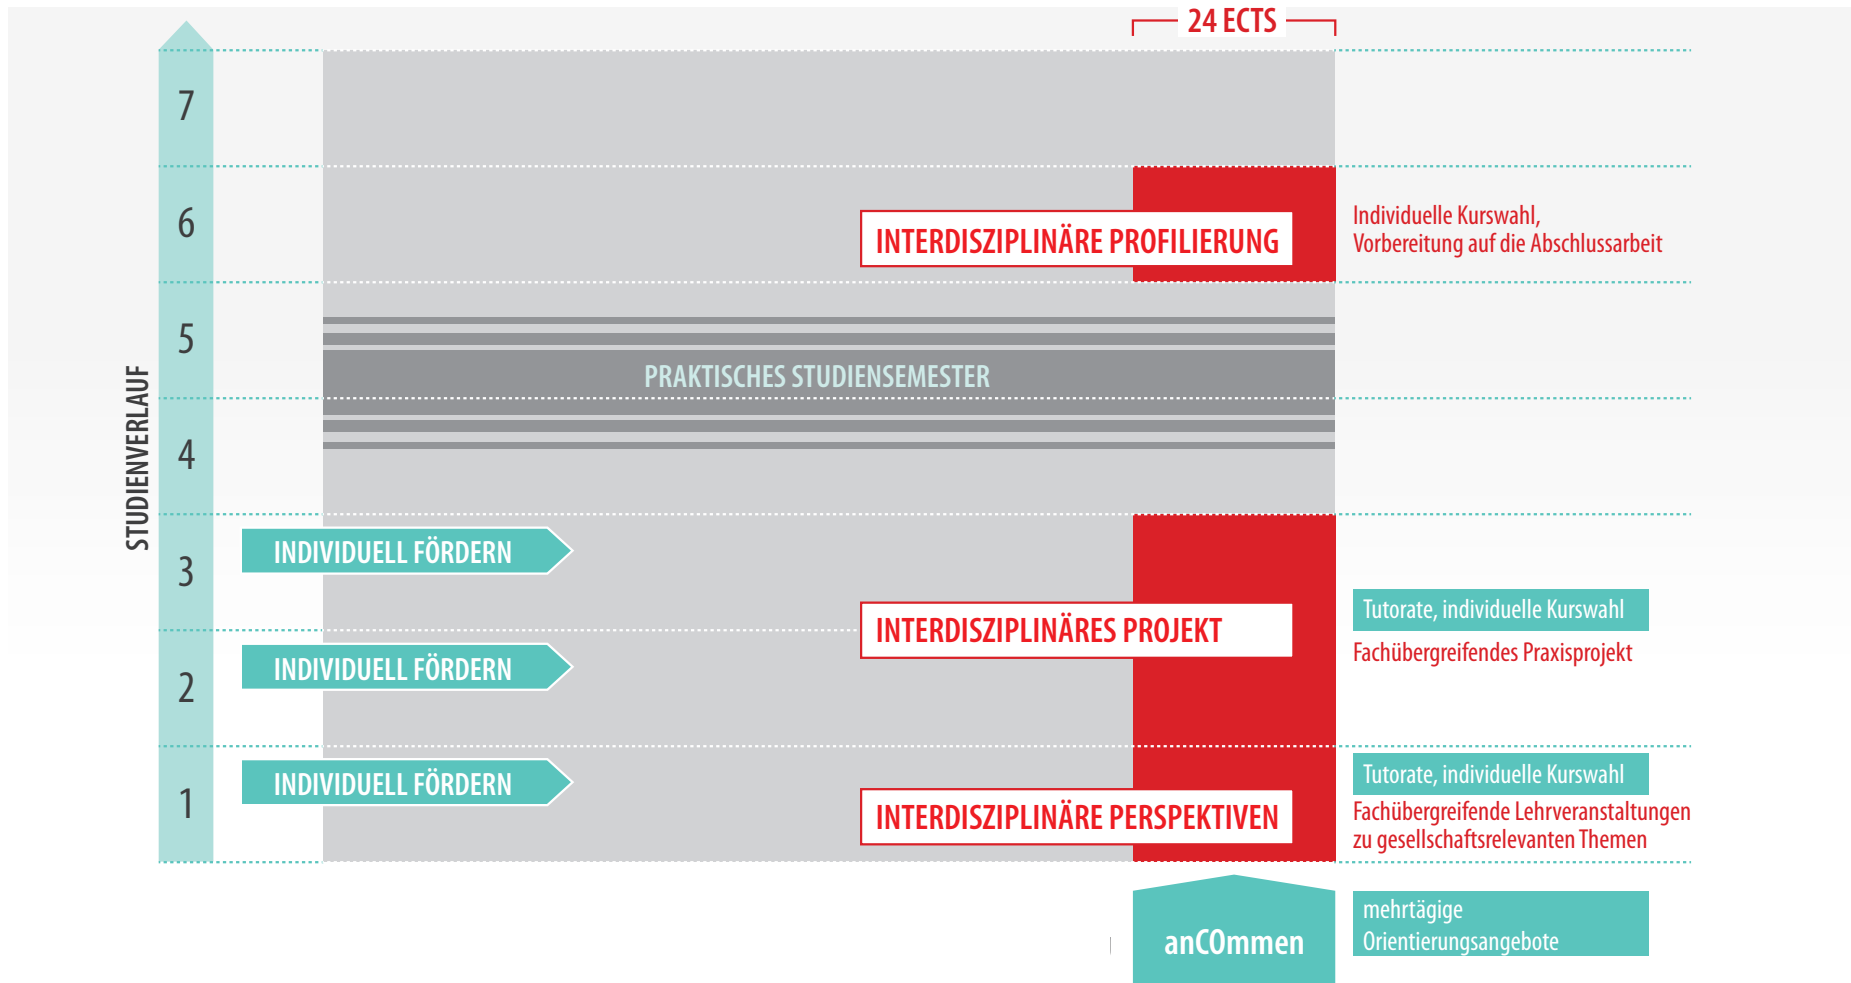 24 ECTS
STUDIENVERLAUF
7
6
INTERDISZIPLINÄRE PROFILIERUNG
Individuelle Kurswahl,
Vorbereitung auf die Abschlussarbeit
5
PRAKTISCHES STUDIENSEMESTER
4
3
INDIVIDUELL FÖRDERN
INTERDISZIPLINÄRES PROJEKT
Tutorate, individuelle Kurswahl
Fachübergreifendes Praxisprojekt
2
INDIVIDUELL FÖRDERN
1
INDIVIDUELL FÖRDERN
INTERDISZIPLINÄRE PERSPEKTIVEN
Tutorate, individuelle Kurswahl
Fachübergreifende Lehrveranstaltungen
zu gesellschaftsrelevanten Themen
anCOmmen
mehrtägige
Orientierungsangebote